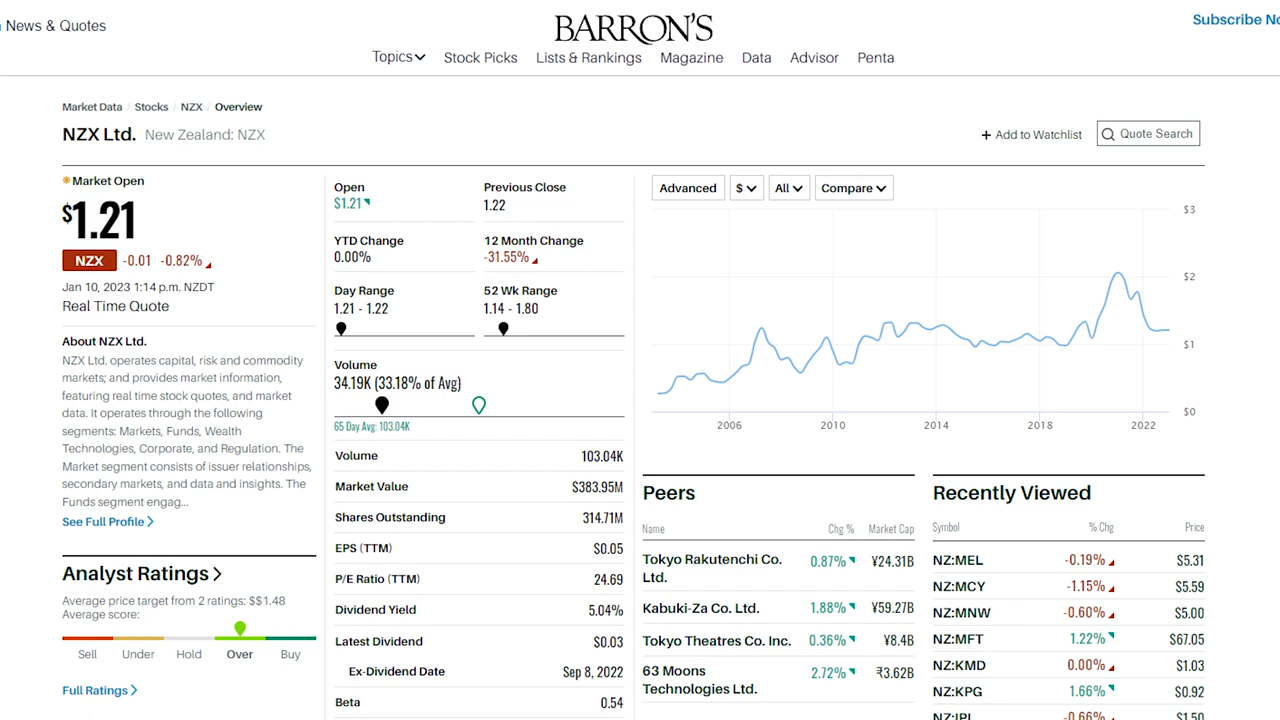 News & Quotes
BARRON'S
Subscribe No
Topics
Stock Picks
Lists & Rankings
Magazine
Data
Advisor
Penta
Market Data / Stocks / NZX / Overview
NZX Ltd. New Zealand: NZX
+ Add to Watchlist
Quote Search
Market Open
$1.21
NZX -0.01 -0.82%
Jan 10, 2023 1:14 p.m. NZDT
Real Time Quote
About NZX Ltd.
NZX Ltd. operates capital, risk and commodity
markets; and provides market information,
featuring real time stock quotes, and market
data. It operates through the following
segments: Markets, Funds, Wealth
Technologies, Corporate, and Regulation. The
Market segment consists of issuer relationships,
secondary markets, and data and insights. The
Funds segment engag...
See Full Profile
Analyst Ratings
Average price target from 2 ratings: $$1.48
Average score:
Sell Under Hold Over Buy
Full Ratings
Open
$1.21
Previous Close
1.22
YTD Change
0.00%
12 Month Change
-31.55%
Day Range
1.21 - 1.22
52 Wk Range
1.14 - 1.80
Volume
34.19K (33.18% of Avg)
65 Day Avg: 103.04K
Volume 103.04K
Market Value $383.95M
Shares Outstanding 314.71M
EPS (TTM) $0.05
P/E Ratio (TTM) 24.69
Dividend Yield 5.04%
Latest Dividend $0.03
Ex-Dividend Date Sep 8, 2022
Beta 0.54
Advanced
$
All
Compare
$3
$2
$1
$0
2006 2010 2014 2018 2022
Peers
Name Chg % Market Cap
Tokyo Rakutenchi Co.
Ltd.
0.87% ¥24.31B
Kabuki-Za Co. Ltd. 1.88% ¥59.27B
Tokyo Theatres Co. Inc. 0.36% ¥8.4B
63 Moons
Technologies Ltd.
2.72% ₹3.62B
Recently Viewed
Symbol % Chg Price
NZ:MEL -0.19% $5.31
NZ:MCY -1.15% $5.59
NZ:MNW -0.60% $5.00
NZ:MFT 1.22% $67.05
NZ:KMD 0.00% $1.03
NZ:KPG 1.66% $0.92
NZ:IPL -0.66% $1.50